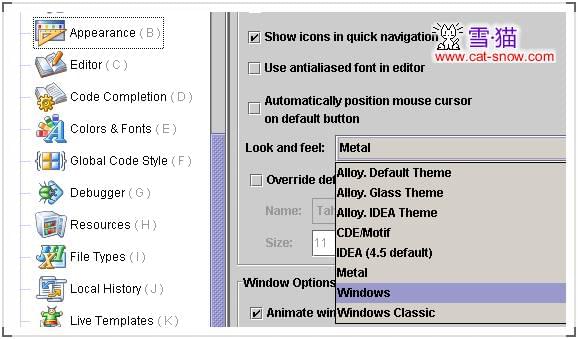 Appearance (B)
Editor (C)
Code Completion (D)
Colors & Fonts (E)
Global Code Style (F)
Debugger (G)
Resources (H)
File Types (I)
Local History (J)
Live Templates (K)
Show icons in quick navigation
雪·猫
www.cat-snow.com
Use antialiased font in editor
Automatically position mouse cursor
on default button
Look and feel: Metal
Alloy. Default Theme
Alloy. Glass Theme
Alloy. IDEA Theme
CDE/Motif
IDEA (4.5 default)
Metal
Windows
Windows Classic
Override def
Name: Tah
Size: 11
Window Options
Animate win